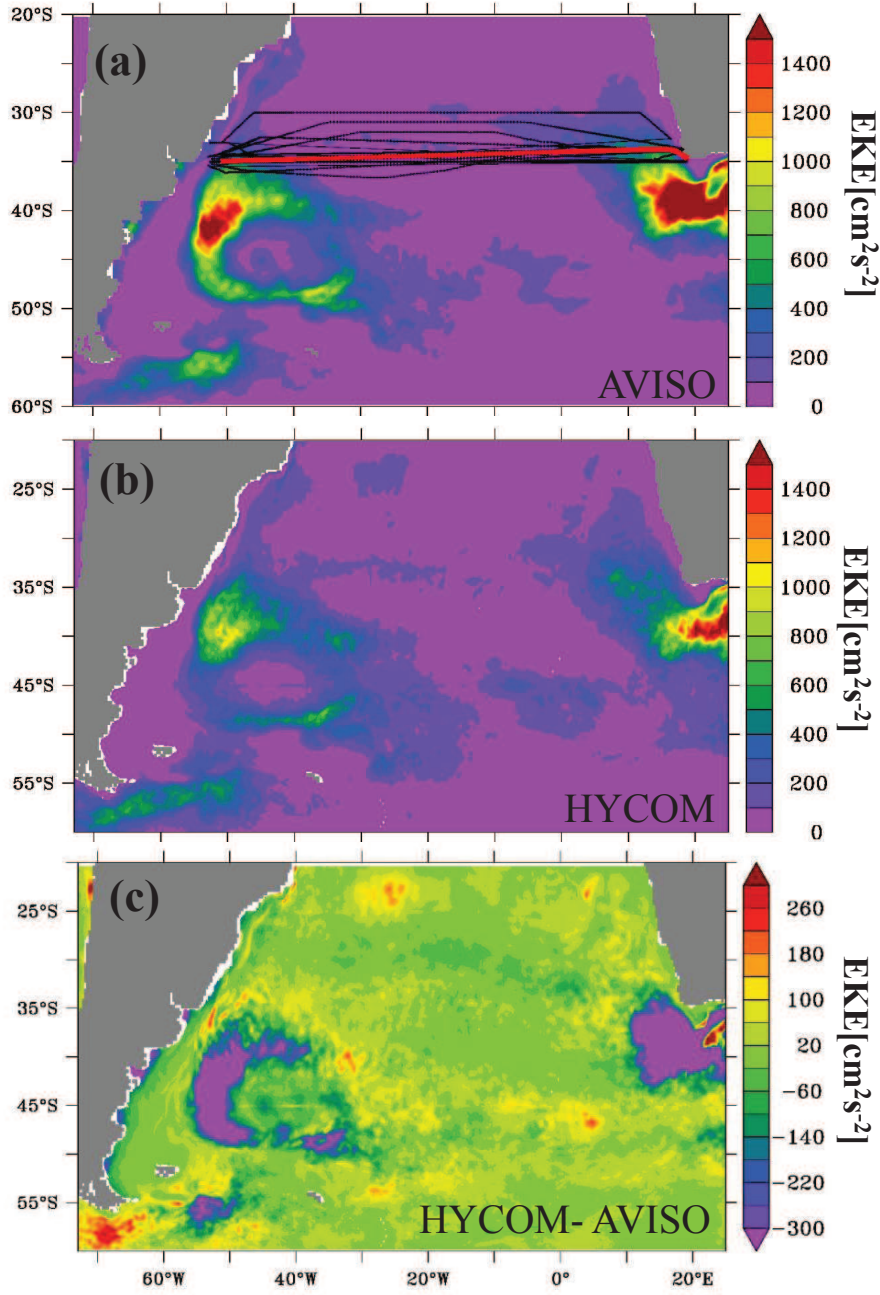 20°S
(a)
30°S
40°S
50°S
60°S
AVISO
1400
1200
1000
800
600
400
200
0
EKE[cm²s⁻²]
(b)
25°S
35°S
45°S
55°S
HYCOM
1400
1200
1000
800
600
400
200
0
EKE[cm²s⁻²]
(c)
25°S
35°S
45°S
55°S
HYCOM- AVISO
260
180
100
20
-60
-140
-220
-300
EKE[cm²s⁻²]
60°W 40°W 20°W 0° 20°E